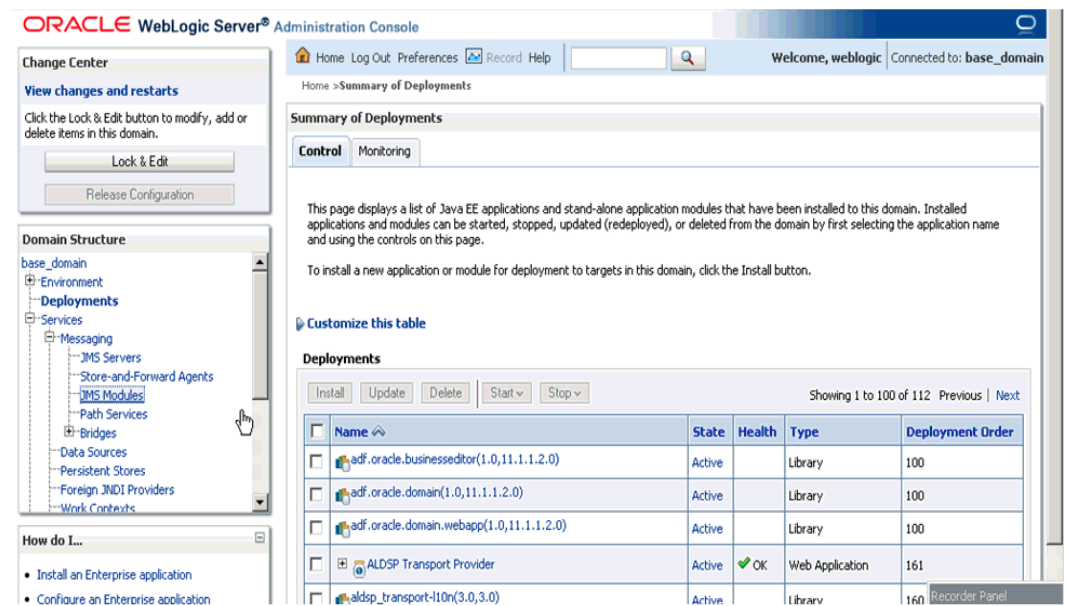 ORACLE WebLogic Server® Administration Console
Change Center
View changes and restarts
Click the Lock & Edit button to modify, add or
delete items in this domain.
Lock & Edit
Release Configuration
Domain Structure
base_domain
Environment
Deployments
Services
Messaging
JMS Servers
Store-and-Forward Agents
JMS Modules
Path Services
Bridges
Data Sources
Persistent Stores
Foreign JNDI Providers
Work Contexts
How do I...
Install an Enterprise application
Configure an Enterprise application
Home Log Out Preferences Record Help
Welcome, weblogic Connected to: base_domain
Home >Summary of Deployments
Summary of Deployments
Control Monitoring
This page displays a list of Java EE applications and stand-alone application modules that have been installed to this domain. Installed
applications and modules can be started, stopped, updated (redeployed), or deleted from the domain by first selecting the application name
and using the controls on this page.
To install a new application or module for deployment to targets in this domain, click the Install button.
Customize this table
Deployments
Install Update Delete Start Stop Showing 1 to 100 of 112 Previous | Next
Name State Health Type Deployment Order
adf.oracle.businesseditor(1.0,11.1.1.2.0) Active Library 100
adf.oracle.domain(1.0,11.1.1.2.0) Active Library 100
adf.oracle.domain.webapp(1.0,11.1.1.2.0) Active Library 100
ALDSP Transport Provider Active OK Web Application 161
aldsp_transport-l10n(3.0,3.0) Active Library 160
Recorder Panel